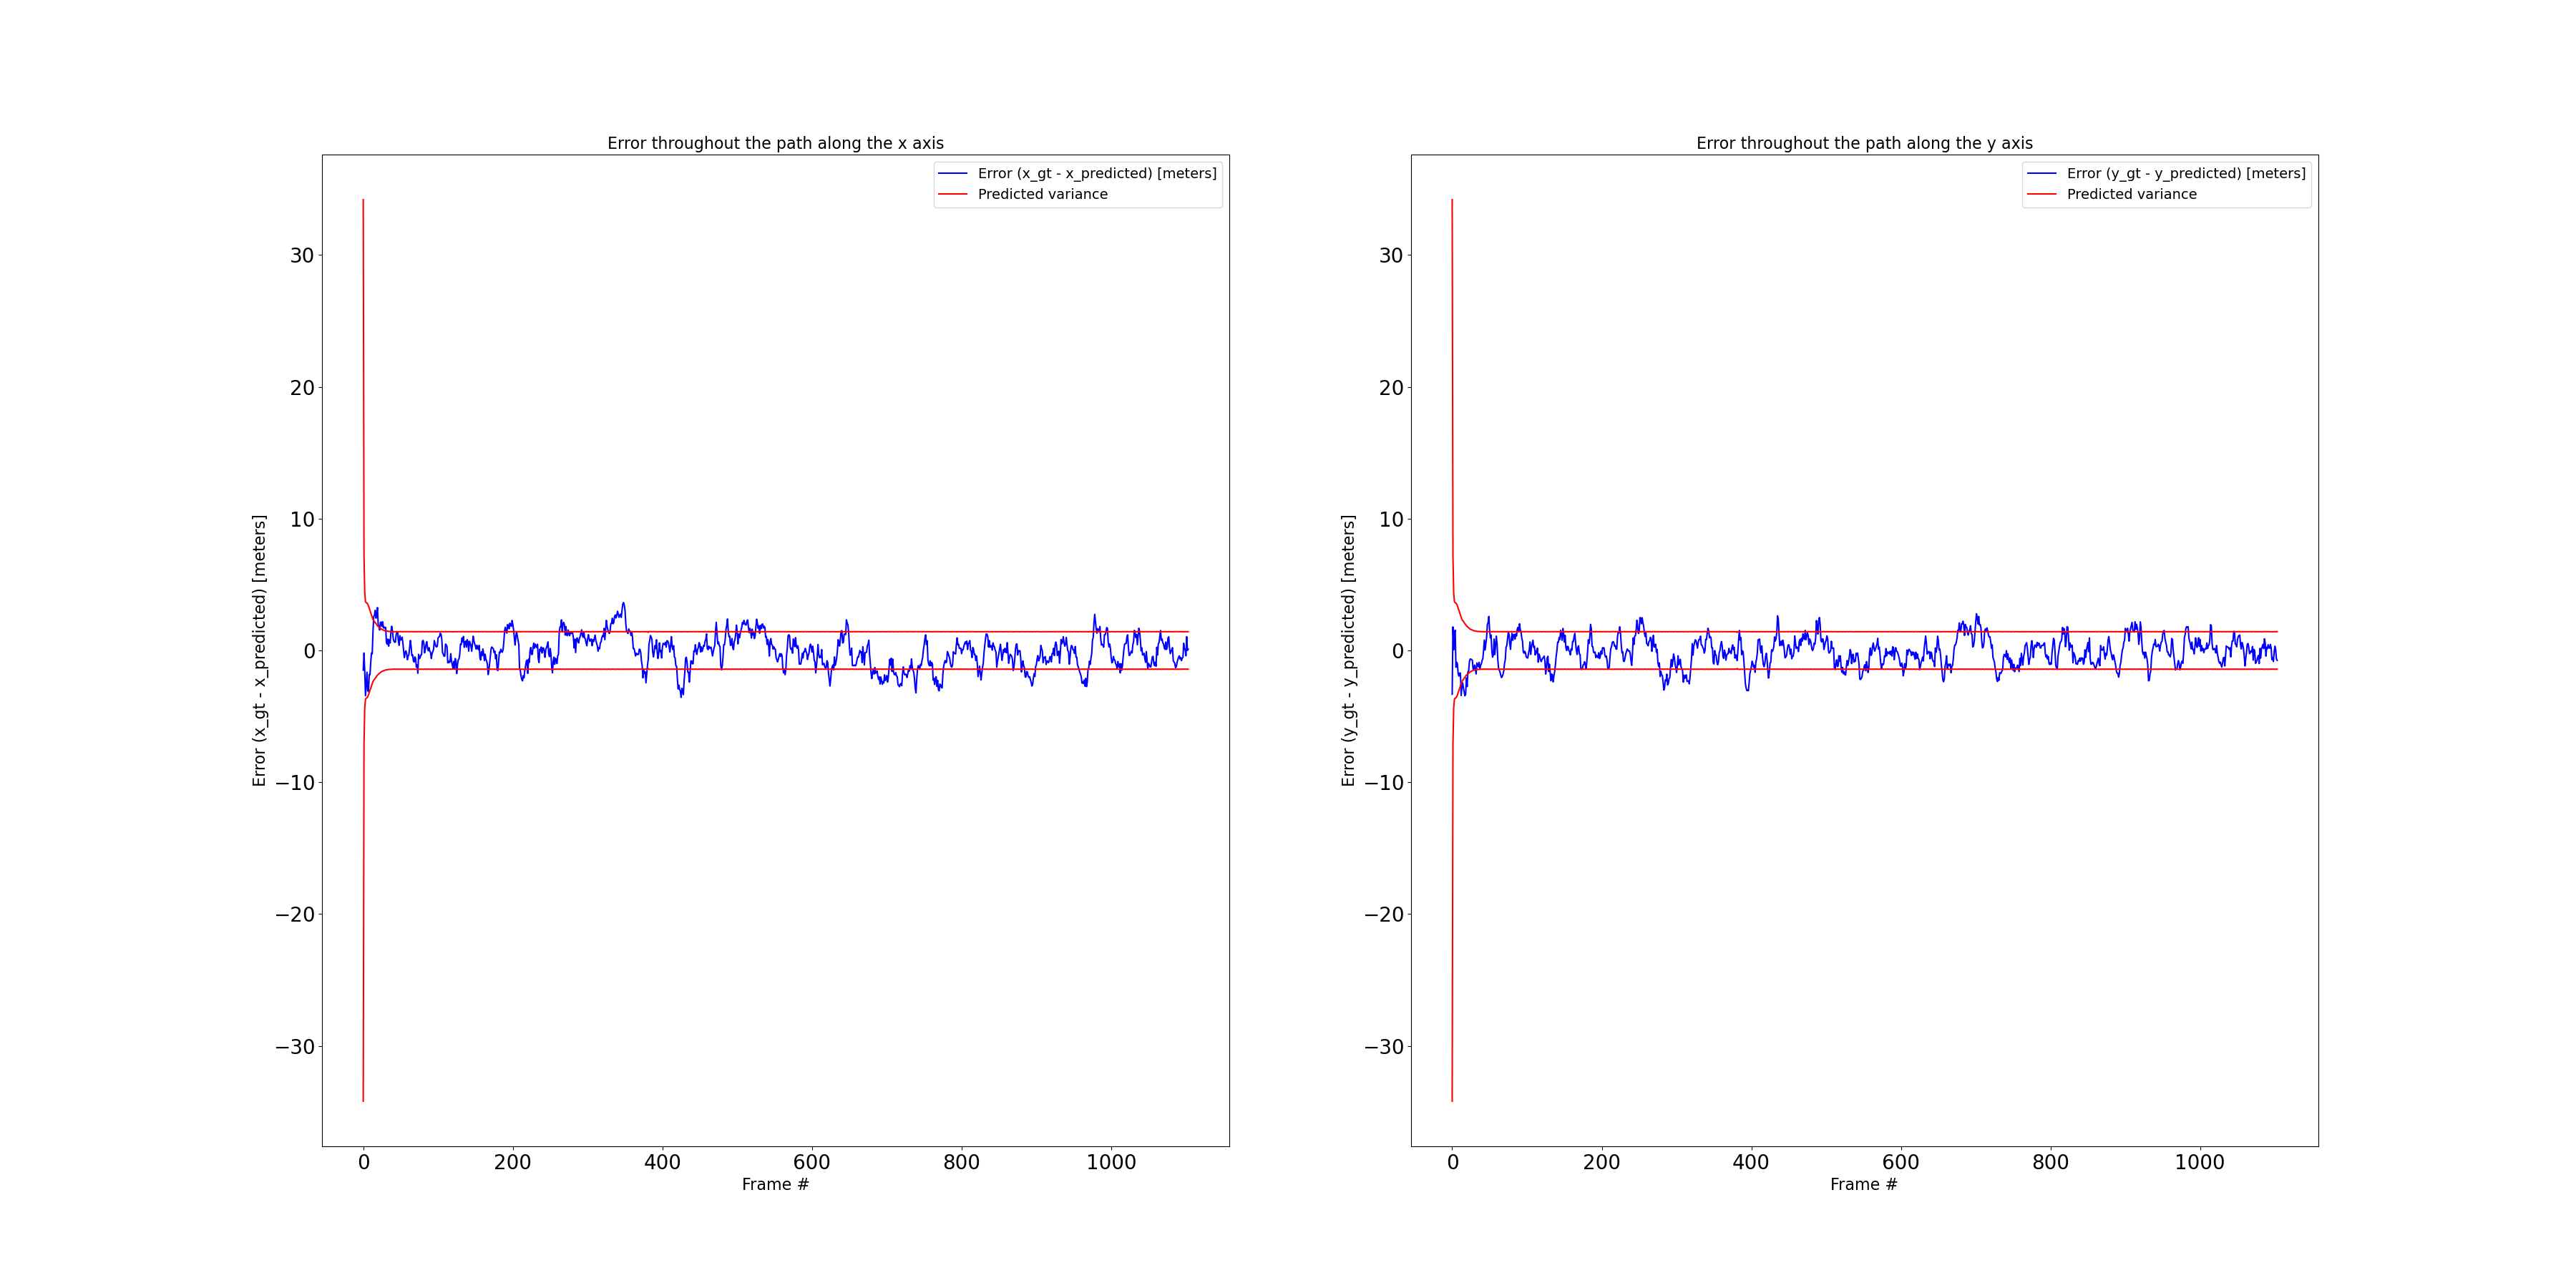 Error throughout the path along the x axis
Error (x_gt - x_predicted) [meters]
Predicted variance
30
20
10
0
−10
−20
−30
Error (x_gt - x_predicted) [meters]
0 200 400 600 800 1000
Frame #
Error throughout the path along the y axis
Error (y_gt - y_predicted) [meters]
Predicted variance
30
20
10
0
−10
−20
−30
Error (y_gt - y_predicted) [meters]
0 200 400 600 800 1000
Frame #